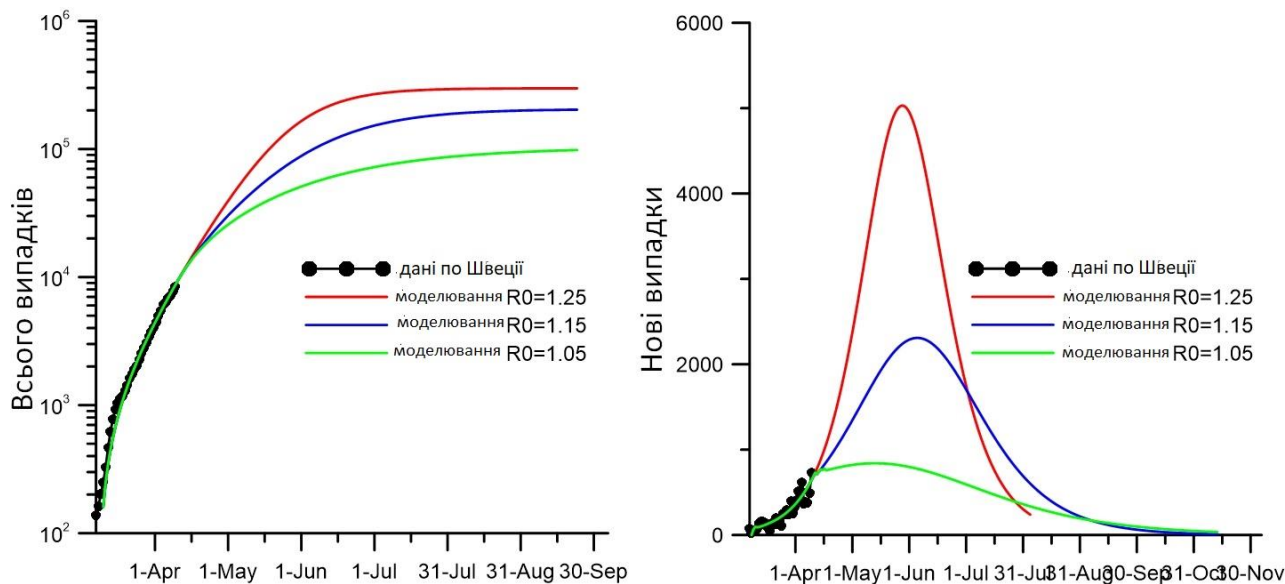 10^6
10^5
10^4
10^3
10^2
Всього випадків
.дані по Швеції
моделювання R0=1.25
моделювання R0=1.15
моделювання R0=1.05
1-Apr 1-May 1-Jun 1-Jul 31-Jul 31-Aug 30-Sep
6000
4000
2000
0
Нові випадки
.дані по Швеції
моделювання R0=1.25
моделювання R0=1.15
моделювання R0=1.05
1-Apr 1-May 1-Jun 1-Jul 31-Jul 31-Aug 30-Sep 31-Oct 30-Nov